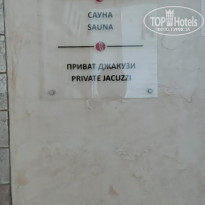 TOP Hotels
САУНА
SAUNA
ПРИВАТ ДЖАКУЗИ
PRIVATE JACUZZI